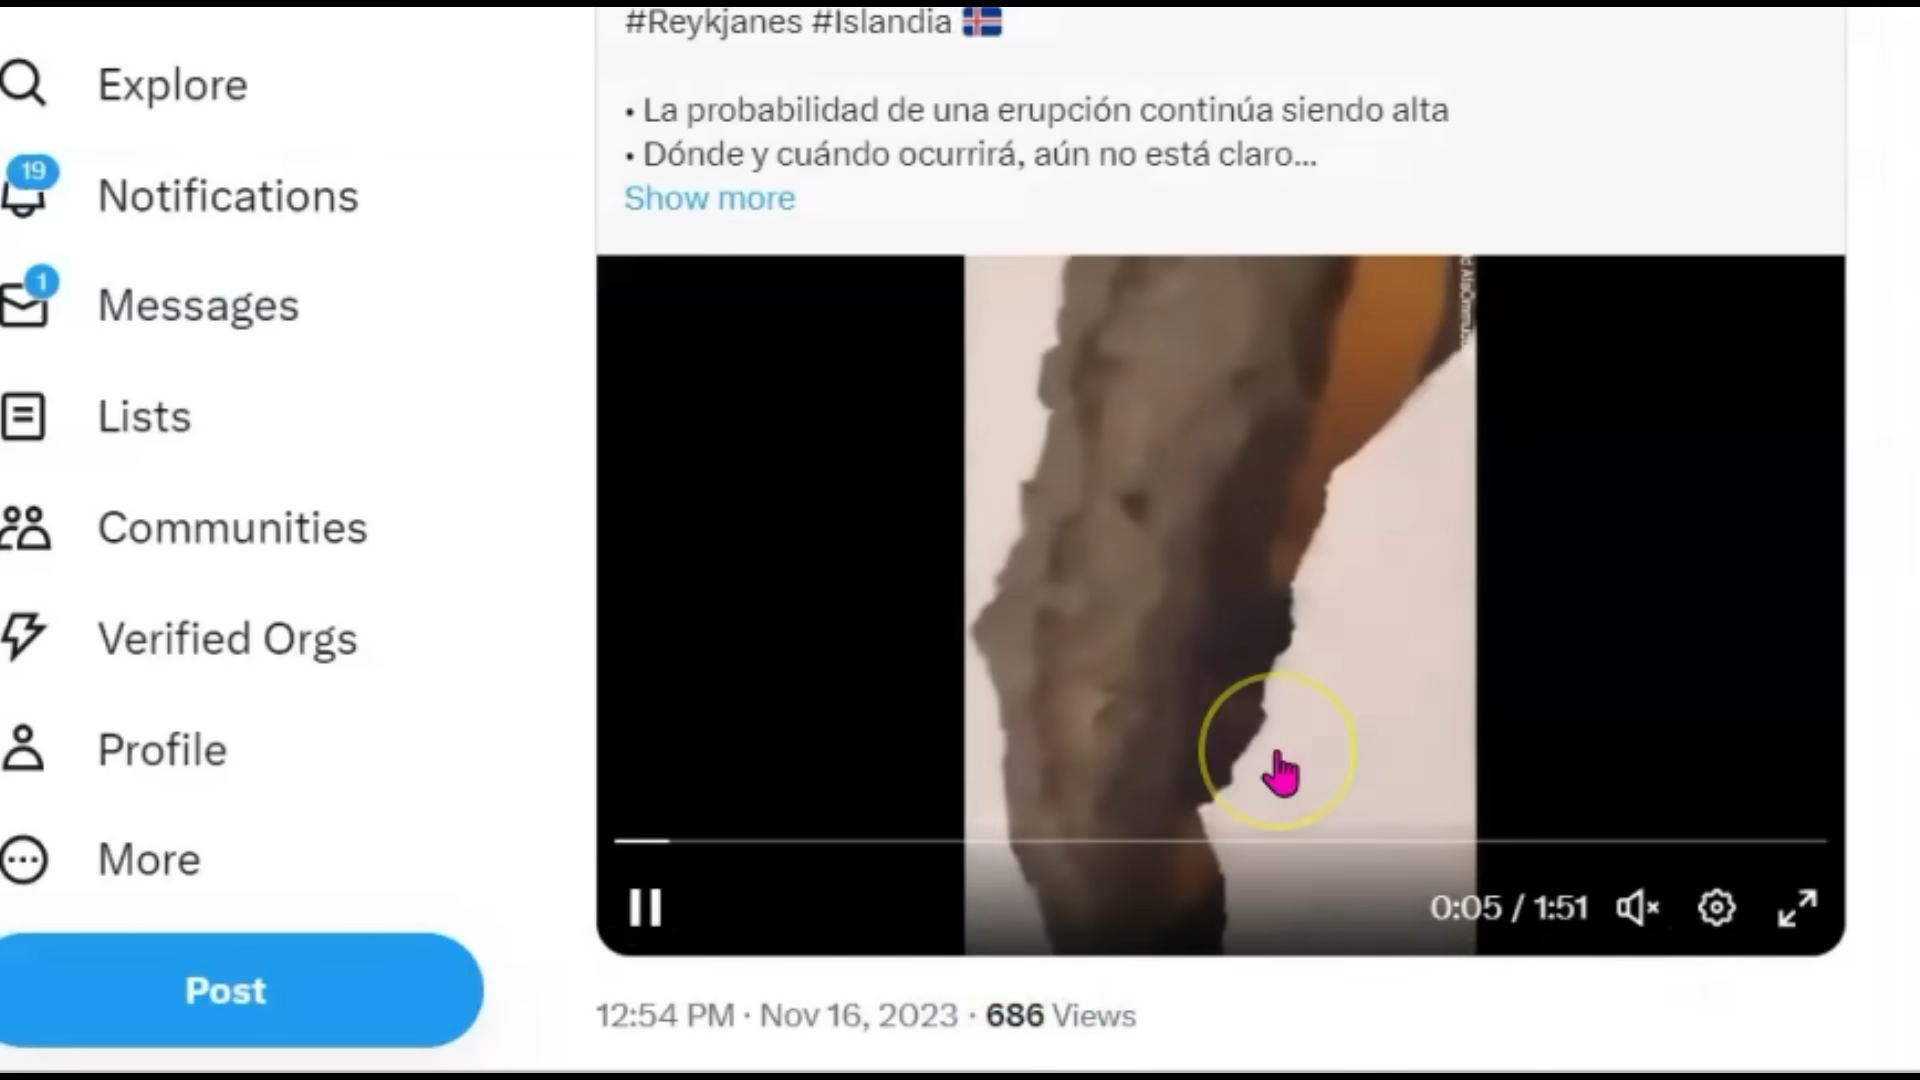 #Reykjanes #Islandia
• La probabilidad de una erupción continúa siendo alta
• Dónde y cuándo ocurrirá, aún no está claro...
Show more
Explore
19
Notifications
1
Messages
Lists
Communities
Verified Orgs
Profile
More
Post
0:05 / 1:51
12:54 PM · Nov 16, 2023 · 686 Views